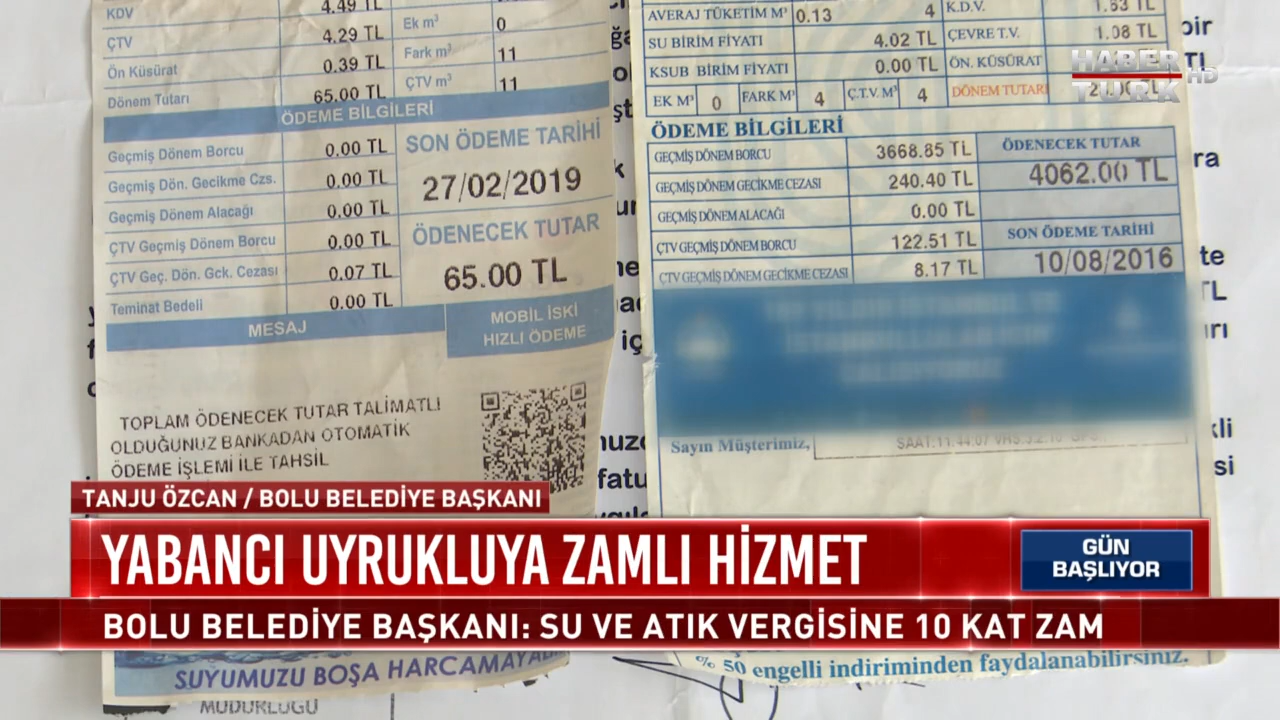 KDV 4.49 TL
ÇTV 4.29 TL
Ön Küsürat 0.39 TL
Dönem Tutarı 65.00 TL
Ek m³ 0
Fark m³ 11
ÇTV m³ 11
ÖDEME BİLGİLERİ
Geçmiş Dönem Borcu 0.00 TL
Geçmiş Dön. Gecikme Czs. 0.00 TL
Geçmiş Dönem Alacağı 0.00 TL
ÇTV Geçmiş Dönem Borcu 0.00 TL
ÇTV Geç. Dön. Gck. Cezası 0.07 TL
Teminat Bedeli 0.00 TL
SON ÖDEME TARİHİ
27/02/2019
ÖDENECEK TUTAR
65.00 TL
MESAJ
MOBİL İSKİ
HIZLI ÖDEME
TOPLAM ÖDENECEK TUTAR TALİMATLI
OLDUĞUNUZ BANKADAN OTOMATİK
ÖDEME İŞLEMİ İLE TAHSİL
AVERAJ TÜKETİM M³ 0.13 4 K.D.V. 1.63 TL
SU BİRİM FİYATI 4.02 TL ÇEVRE T.V. 1.08 TL
KSUB BİRİM FİYATI 0.00 TL ÖN. KÜSÜRAT
EK M³ 0 FARK M³ 4 Ç.T.V. M³ 4 DÖNEM TUTARI
HABER
TÜRK HD
ÖDEME BİLGİLERİ
GEÇMİŞ DÖNEM BORCU 3668.85 TL
GEÇMİŞ DÖNEM GECİKME CEZASI 240.40 TL
GEÇMİŞ DÖNEM ALACAĞI 0.00 TL
ÇTV GEÇMİŞ DÖNEM BORCU 122.51 TL
ÇTV GEÇMİŞ DÖNEM GECİKME CEZASI 8.17 TL
ÖDENECEK TUTAR
4062.00 TL
SON ÖDEME TARİHİ
10/08/2016
Sayın Müşterimiz,
TANJU ÖZCAN / BOLU BELEDİYE BAŞKANI
YABANCI UYRUKLUYA ZAMLI HİZMET
GÜN
BAŞLIYOR
BOLU BELEDİYE BAŞKANI: SU VE ATIK VERGİSİNE 10 KAT ZAM
SUYUMUZU BOŞA HARCAMAYALIM
% 50 engelli indiriminden faydalanabilirsiniz.
MÜDÜRLÜĞÜ